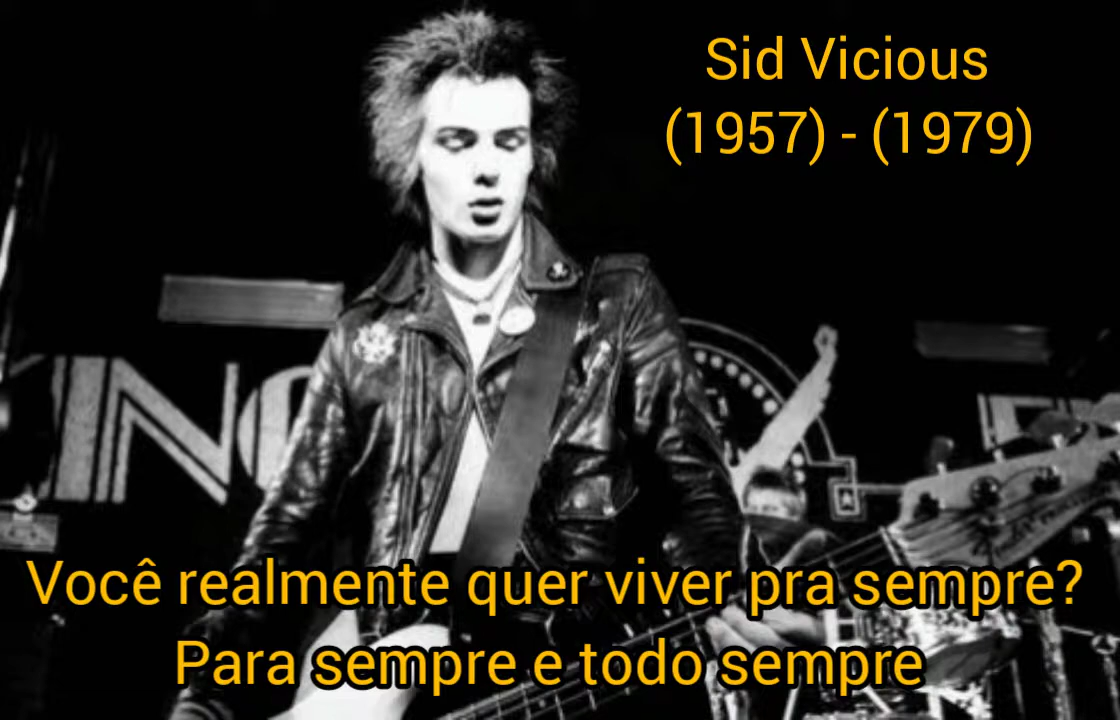 Sid Vicious
(1957) - (1979)
Você realmente quer viver pra sempre?
Para sempre e todo sempre